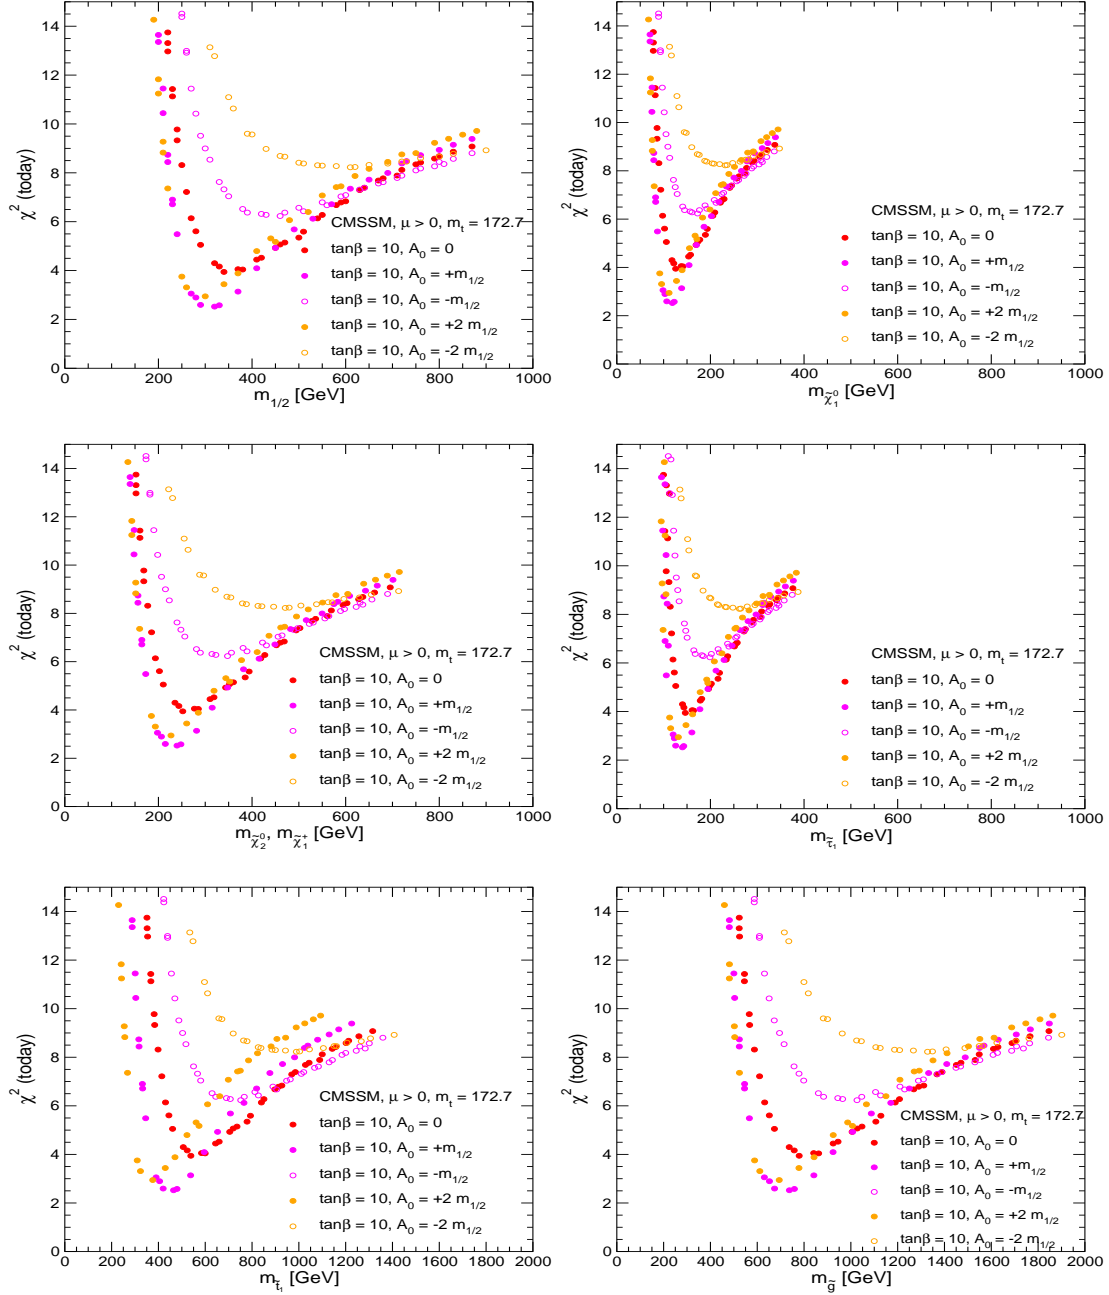 14
12
10
8
6
4
2
0
χ² (today)
CMSSM, μ > 0, m_t = 172.7
tanβ = 10, A_0 = 0
tanβ = 10, A_0 = +m_1/2
tanβ = 10, A_0 = -m_1/2
tanβ = 10, A_0 = +2 m_1/2
tanβ = 10, A_0 = -2 m_1/2
0 200 400 600 800 1000
m_1/2 [GeV]
14
12
10
8
6
4
2
0
χ² (today)
CMSSM, μ > 0, m_t = 172.7
tanβ = 10, A_0 = 0
tanβ = 10, A_0 = +m_1/2
tanβ = 10, A_0 = -m_1/2
tanβ = 10, A_0 = +2 m_1/2
tanβ = 10, A_0 = -2 m_1/2
0 200 400 600 800 1000
m_χ̃⁰_1 [GeV]
14
12
10
8
6
4
2
0
χ² (today)
CMSSM, μ > 0, m_t = 172.7
tanβ = 10, A_0 = 0
tanβ = 10, A_0 = +m_1/2
tanβ = 10, A_0 = -m_1/2
tanβ = 10, A_0 = +2 m_1/2
tanβ = 10, A_0 = -2 m_1/2
0 200 400 600 800 1000
m_χ̃⁰_2, m_χ̃⁺_1 [GeV]
14
12
10
8
6
4
2
0
χ² (today)
CMSSM, μ > 0, m_t = 172.7
tanβ = 10, A_0 = 0
tanβ = 10, A_0 = +m_1/2
tanβ = 10, A_0 = -m_1/2
tanβ = 10, A_0 = +2 m_1/2
tanβ = 10, A_0 = -2 m_1/2
0 200 400 600 800 1000
m_τ̃_1 [GeV]
14
12
10
8
6
4
2
0
χ² (today)
CMSSM, μ > 0, m_t = 172.7
tanβ = 10, A_0 = 0
tanβ = 10, A_0 = +m_1/2
tanβ = 10, A_0 = -m_1/2
tanβ = 10, A_0 = +2 m_1/2
tanβ = 10, A_0 = -2 m_1/2
0 200 400 600 800 1000 1200 1400 1600 1800 2000
m_t̃_1 [GeV]
14
12
10
8
6
4
2
0
χ² (today)
CMSSM, μ > 0, m_t = 172.7
tanβ = 10, A_0 = 0
tanβ = 10, A_0 = +m_1/2
tanβ = 10, A_0 = -m_1/2
tanβ = 10, A_0 = +2 m_1/2
tanβ = 10, A_0 = -2 m_1/2
0 200 400 600 800 1000 1200 1400 1600 1800 2000
m_g̃ [GeV]